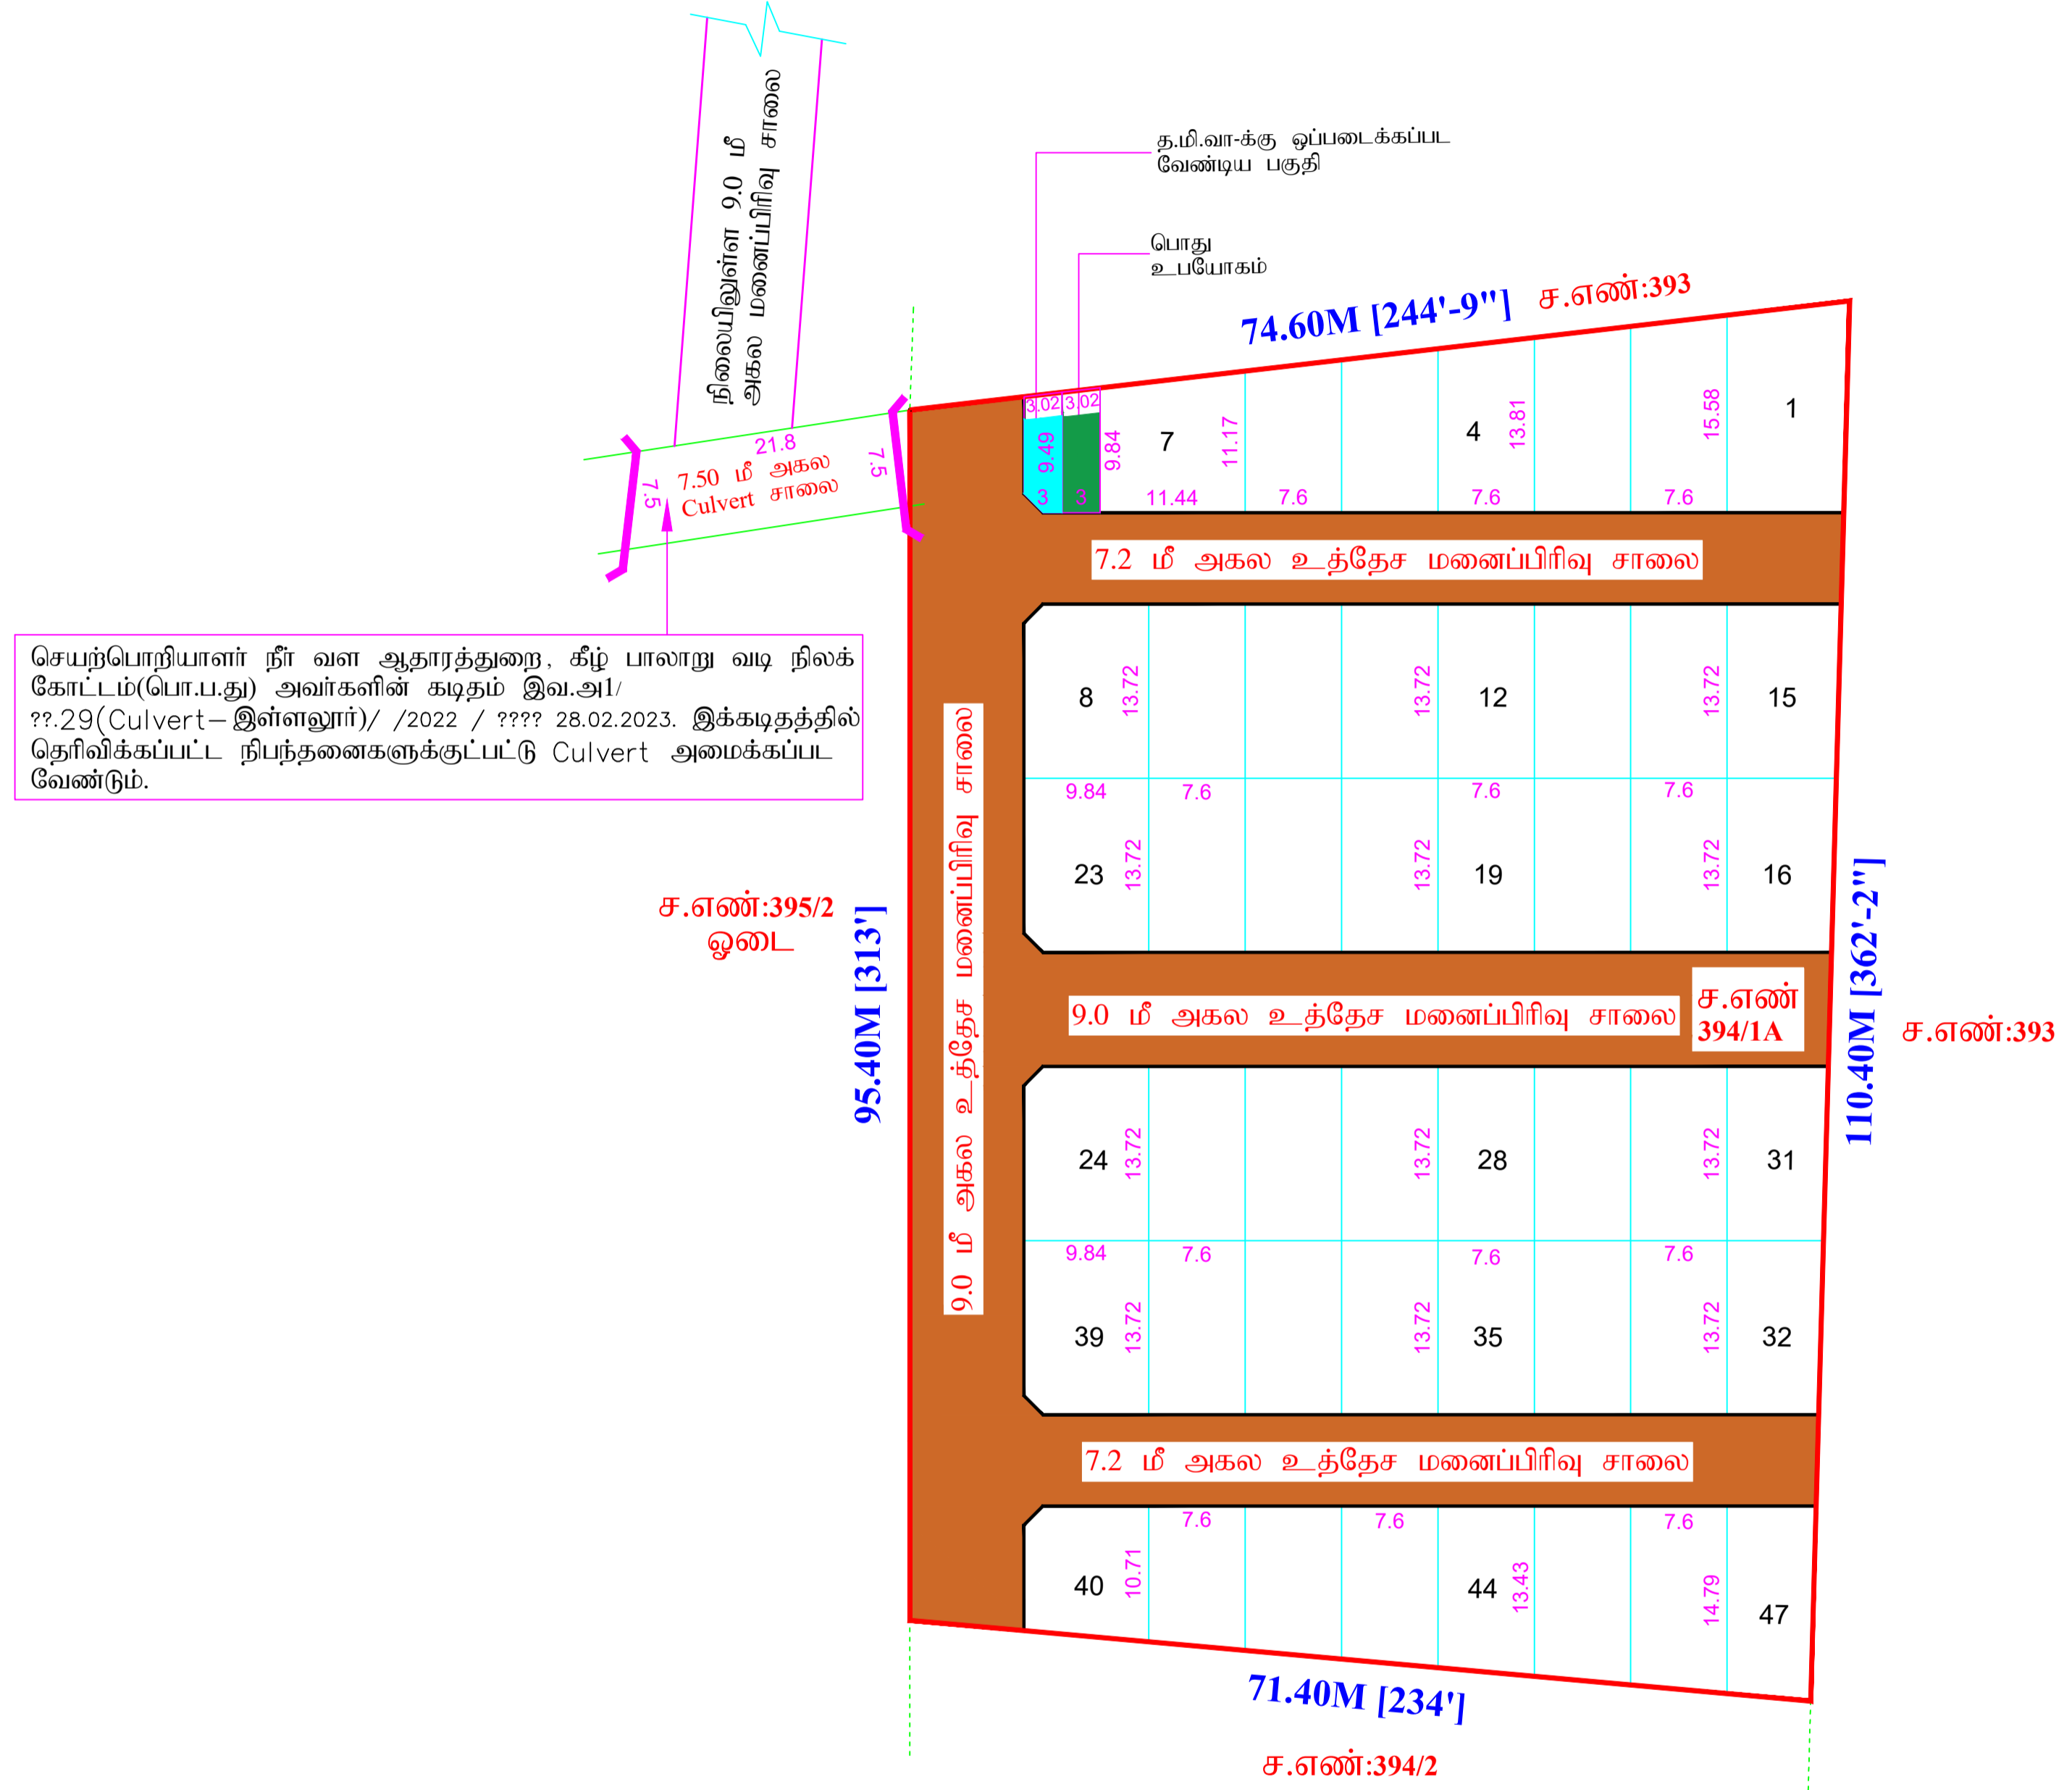 நிலையிலுள்ள 9.0 மீ
அகல மனைப்பிரிவு சாலை
த.மி.வா-க்கு ஒப்படைக்கப்பட
வேண்டிய பகுதி
பொது
உபயோகம்
74.60M [244'-9"]
ச.எண்:393
21.8
7.5
7.50 மீ அகல
Culvert சாலை
7.5
3.02
3.02
9.49
3
3
9.84
7
11.44
11.17
7.6
4
7.6
13.81
7.6
15.58
1
7.2 மீ அகல உத்தேச மனைப்பிரிவு சாலை
செயற்பொறியாளர் நீர் வள ஆதாரத்துறை, கீழ் பாலாறு வடி நிலக்
கோட்டம்(பொ.ப.து) அவர்களின் கடிதம் இவ.அ1/
??.29(Culvert–இள்ளலூர்)/ /2022 / ???? 28.02.2023. இக்கடிதத்தில்
தெரிவிக்கப்பட்ட நிபந்தனைகளுக்குட்பட்டு Culvert அமைக்கப்பட
வேண்டும்.
8
13.72
13.72
12
13.72
15
9.84
7.6
7.6
7.6
23
13.72
13.72
19
13.72
16
9.0 மீ அகல உத்தேச மனைப்பிரிவு சாலை
ச.எண்:395/2
ஓடை
95.40M [313']
9.0 மீ அகல உத்தேச மனைப்பிரிவு சாலை
ச.எண்
394/1A
110.40M [362'-2"]
ச.எண்:393
24
13.72
13.72
28
13.72
31
9.84
7.6
7.6
7.6
39
13.72
13.72
35
13.72
32
7.2 மீ அகல உத்தேச மனைப்பிரிவு சாலை
7.6
7.6
7.6
40
10.71
44
13.43
14.79
47
71.40M [234']
ச.எண்:394/2